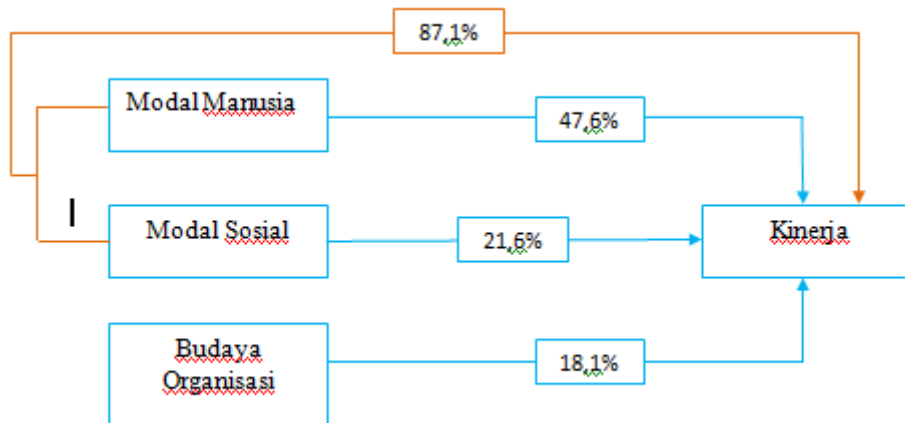 87,1%
Modal Manusia
47,6%
Modal Sosial
21,6%
Kinerja
Budaya
Organisasi
18,1%